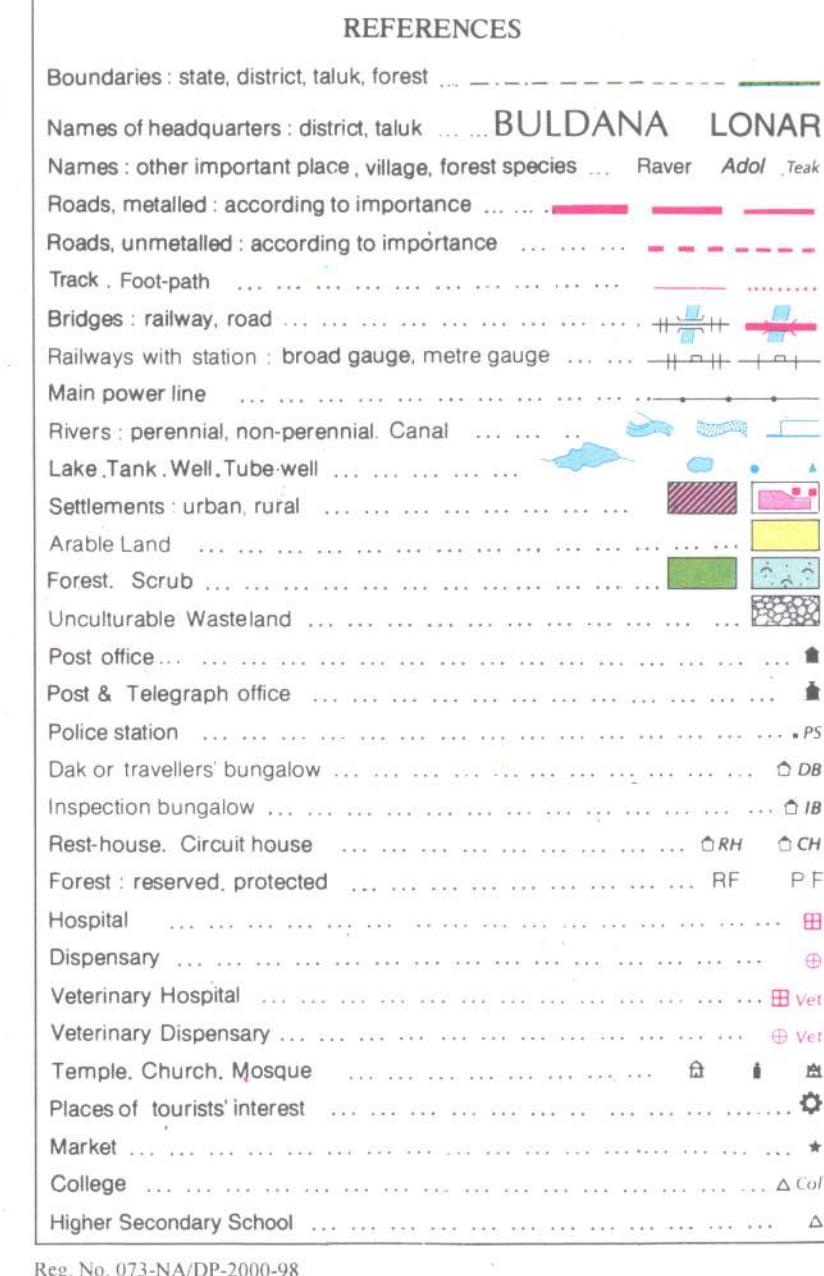 REFERENCES
Boundaries : state, district, taluk, forest ...
Names of headquarters : district, taluk ... ... BULDANA LONAR
Names : other important place, village, forest species ... Raver Adol Teak
Roads, metalled : according to importance ... ...
Roads, unmetalled : according to importance ... ... ...
Track . Foot-path ... ... ... ... ... ... ... ... ... ... ...
Bridges : railway, road ... ... ... ... ... ... ... ... ... ...
Railways with station : broad gauge, metre gauge ... ...
Main power line ... ... ... ... ... ... ... ... ... ... ...
Rivers : perennial, non-perennial. Canal ... ... ..
Lake . Tank . Well . Tube-well ... ... ... ... ...
Settlements : urban, rural ... ... ... ... ... ... ... ... ...
Arable Land ... ... ... ... ... ... ... ... ... ... ... ... ... ...
Forest. Scrub ... ... ... ... ... ... ... ... ... ... ... ...
Unculturable Wasteland ... ... ... ... ... ... ... ... ... ... ...
Post office ... ... ... ... ... ... ... ... ... ... ... ... ... ... ... ...
Post & Telegraph office ... ... ... ... ... ... ... ... ... ... ...
Police station ... ... ... ... ... ... ... ... ... ... ... ... ... ... PS
Dak or travellers' bungalow ... ... ... ... ... ... ... ... ... ... DB
Inspection bungalow ... ... ... ... ... ... ... ... ... ... ... ... IB
Rest-house. Circuit house ... ... ... ... ... ... ... ... ... RH CH
Forest : reserved, protected ... ... ... ... ... ... ... ... RF P F
Hospital ... ... ... ... ... ... ... ... ... ... ... ... ... ... ...
Dispensary ... ... ... ... ... ... ... ... ... ... ... ... ... ... ...
Veterinary Hospital ... ... ... ... ... ... ... ... ... ... ... ... Vet
Veterinary Dispensary ... ... ... ... ... ... ... ... ... ... ... Vet
Temple. Church. Mosque ... ... ... ... ... ... ... ...
Places of tourists' interest ... ... ... ... ... ... ... ... ... ... ...
Market ... ... ... ... ... ... ... ... ... ... ... ... ... ... ... ...
College ... ... ... ... ... ... ... ... ... ... ... ... ... ... ... Col
Higher Secondary School ... ... ... ... ... ... ... ... ... ... ...
Reg. No. 073-NA/DP-2000-98